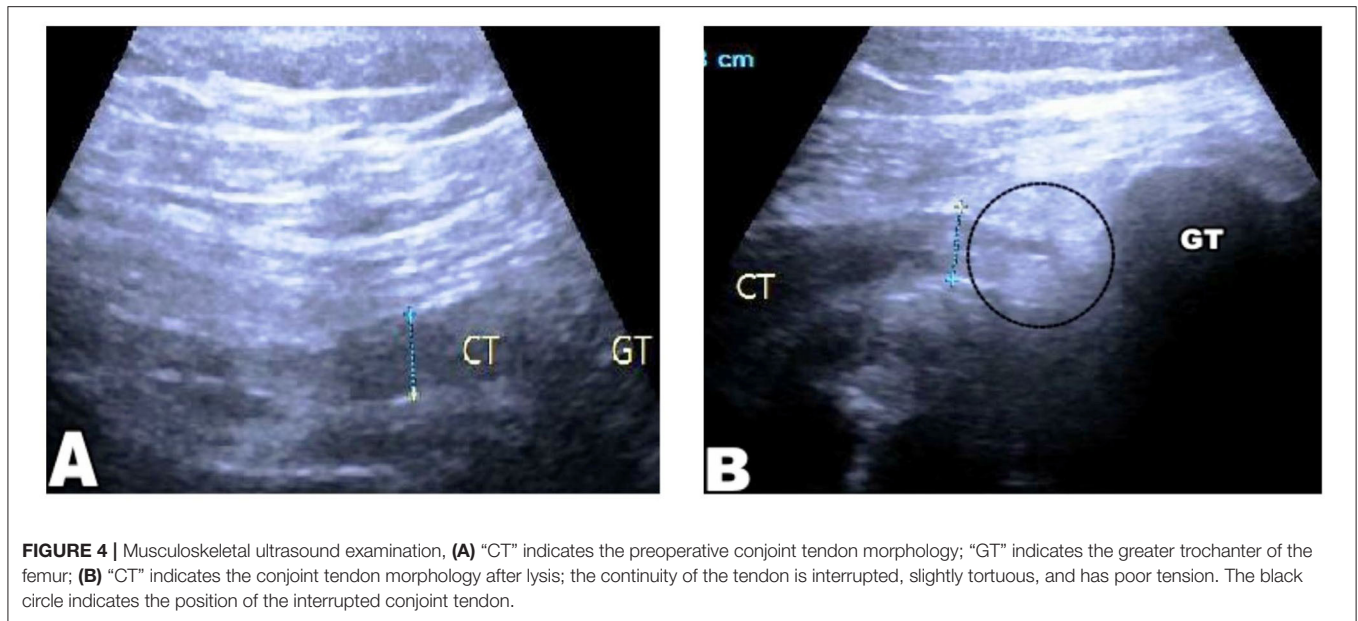 3 cm
CT
GT
A
CT
GT
B
FIGURE 4 | Musculoskeletal ultrasound examination, (A) “CT” indicates the preoperative conjoint tendon morphology; “GT” indicates the greater trochanter of the
femur; (B) “CT” indicates the conjoint tendon morphology after lysis; the continuity of the tendon is interrupted, slightly tortuous, and has poor tension. The black
circle indicates the position of the interrupted conjoint tendon.